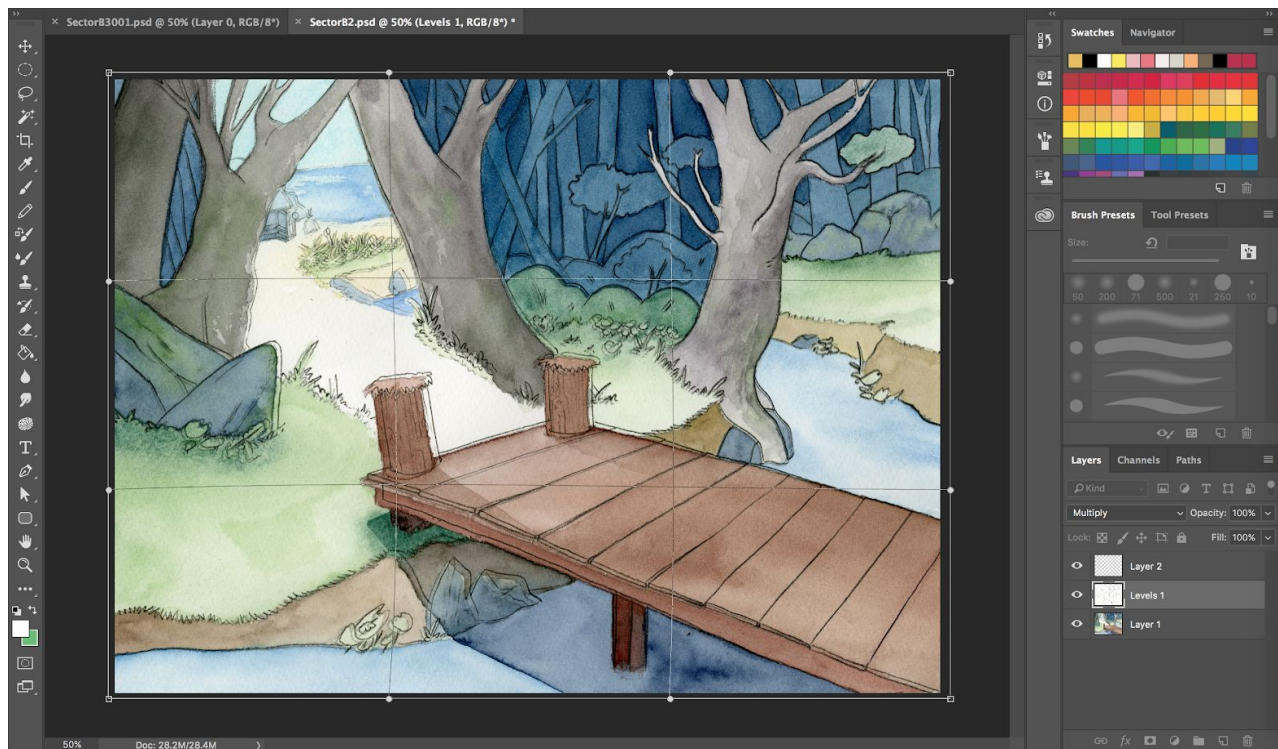 SectorB3001.psd @ 50% (Layer 0, RGB/8*)
SectorB2.psd @ 50% (Levels 1, RGB/8*) *
Swatches
Navigator
Brush Presets
Tool Presets
Size:
50 200 71 500 21 250 10
Layers
Channels
Paths
Kind
Multiply
Opacity: 100%
Lock:
Fill: 100%
Layer 2
Levels 1
Layer 1
fx
50%
Doc: 28.2M/28.4M